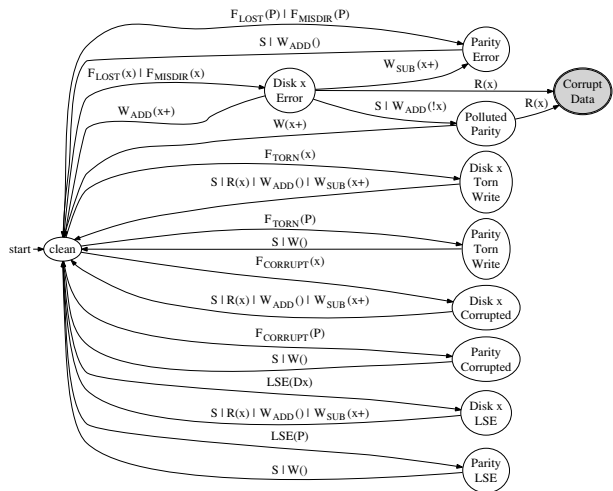 F_LOST(P) | F_MISDIR(P)
S | W_ADD()
Parity
Error
W_SUB(x+)
F_LOST(x) | F_MISDIR(x)
Disk x
Error
R(x)
Corrupt
Data
W_ADD(x+)
S | W_ADD(!x)
R(x)
W(x+)
Polluted
Parity
F_TORN(x)
S | R(x) | W_ADD() | W_SUB(x+)
Disk x
Torn
Write
F_TORN(P)
start
clean
S | W()
Parity
Torn
Write
F_CORRUPT(x)
S | R(x) | W_ADD() | W_SUB(x+)
Disk x
Corrupted
F_CORRUPT(P)
S | W()
Parity
Corrupted
LSE(Dx)
S | R(x) | W_ADD() | W_SUB(x+)
Disk x
LSE
LSE(P)
S | W()
Parity
LSE